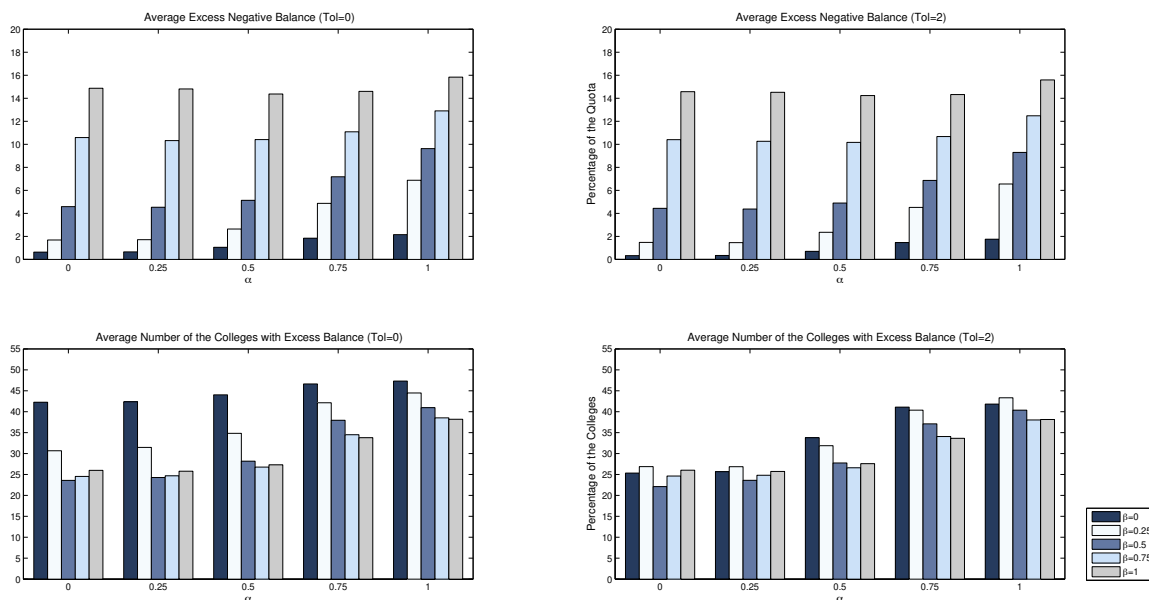 Average Excess Negative Balance (Tol=0)
20
18
16
14
12
10
8
6
4
2
0
0 0.25 0.5 0.75 1
α
Average Excess Negative Balance (Tol=2)
Percentage of the Quota
20
18
16
14
12
10
8
6
4
2
0
0 0.25 0.5 0.75 1
α
Average Number of the Colleges with Excess Balance (Tol=0)
55
50
45
40
35
30
25
20
15
10
5
0
0 0.25 0.5 0.75 1
α
Average Number of the Colleges with Excess Balance (Tol=2)
Percentage of the Colleges
55
50
45
40
35
30
25
20
15
10
5
0
0 0.25 0.5 0.75 1
α
β=0
β=0.25
β=0.5
β=0.75
β=1